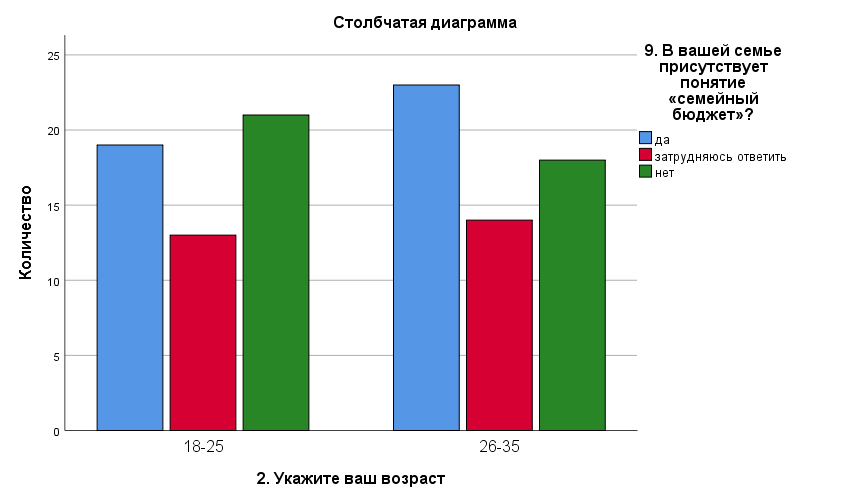 Столбчатая диаграмма
25
20
15
10
5
0
Количество
18-25
26-35
2. Укажите ваш возраст
9. В вашей семье
присутствует
понятие
«семейный
бюджет»?
да
затрудняюсь ответить
нет